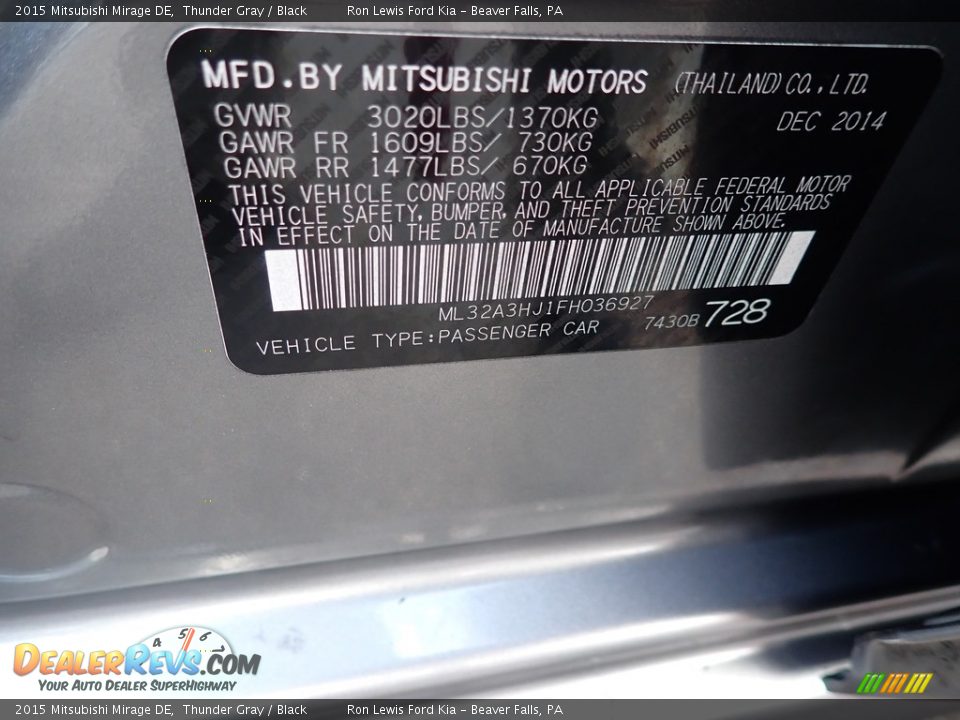 2015 Mitsubishi Mirage DE, Thunder Gray / Black Ron Lewis Ford Kia – Beaver Falls, PA
MFD.BY MITSUBISHI MOTORS (THAILAND) CO., LTD.
GVWR 3020LBS/1370KG DEC 2014
GAWR FR 1609LBS/ 730KG
GAWR RR 1477LBS/ 670KG
THIS VEHICLE CONFORMS TO ALL APPLICABLE FEDERAL MOTOR
VEHICLE SAFETY, BUMPER, AND THEFT PREVENTION STANDARDS
IN EFFECT ON THE DATE OF MANUFACTURE SHOWN ABOVE.
ML32A3HJ1FH036927
VEHICLE TYPE:PASSENGER CAR 7430B 728
4 5 6
DEALERREVS.COM
YOUR AUTO DEALER SUPERHIGHWAY
2015 Mitsubishi Mirage DE, Thunder Gray / Black Ron Lewis Ford Kia – Beaver Falls, PA